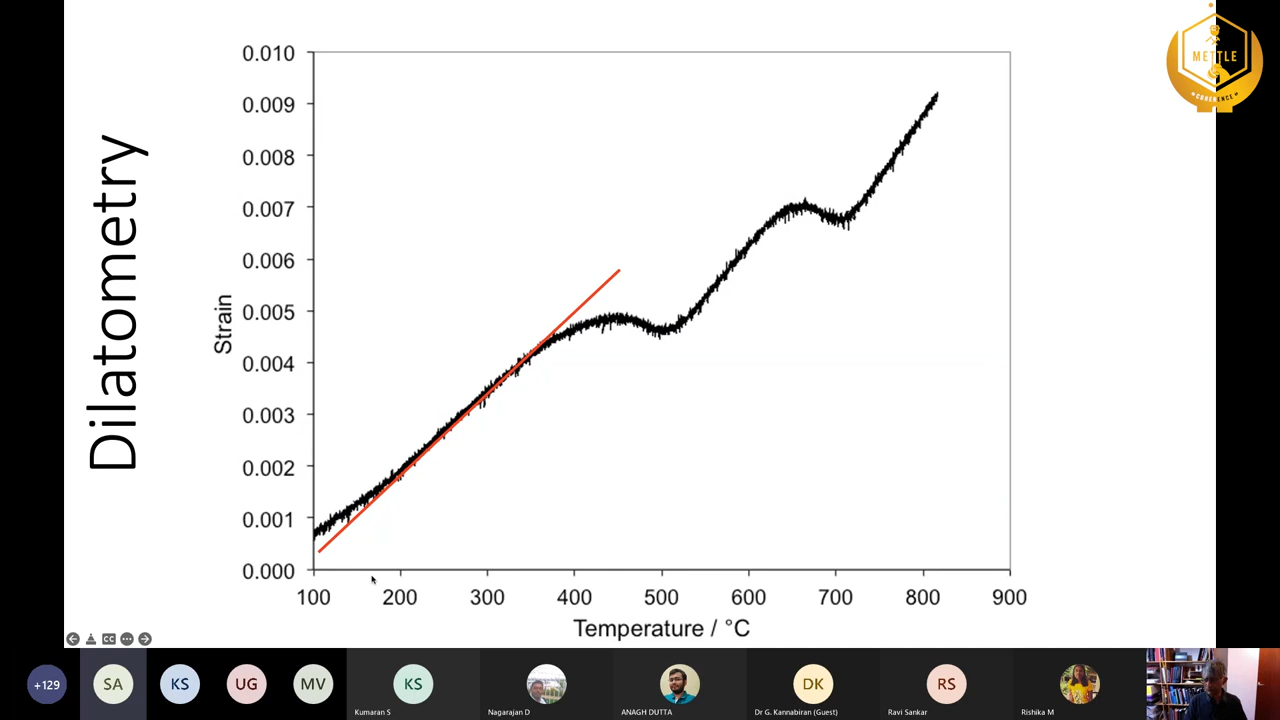 Dilatometry
0.010
0.009
0.008
0.007
0.006
0.005
0.004
0.003
0.002
0.001
0.000
Strain
100 200 300 400 500 600 700 800 900
Temperature / °C
METTLE
COHERENCE
CC
+129
SA
KS
UG
MV
KS
Kumaran S
Nagarajan D
ANAGH DUTTA
DK
Dr G. Kannabiran (Guest)
RS
Ravi Sankar
Rishika M